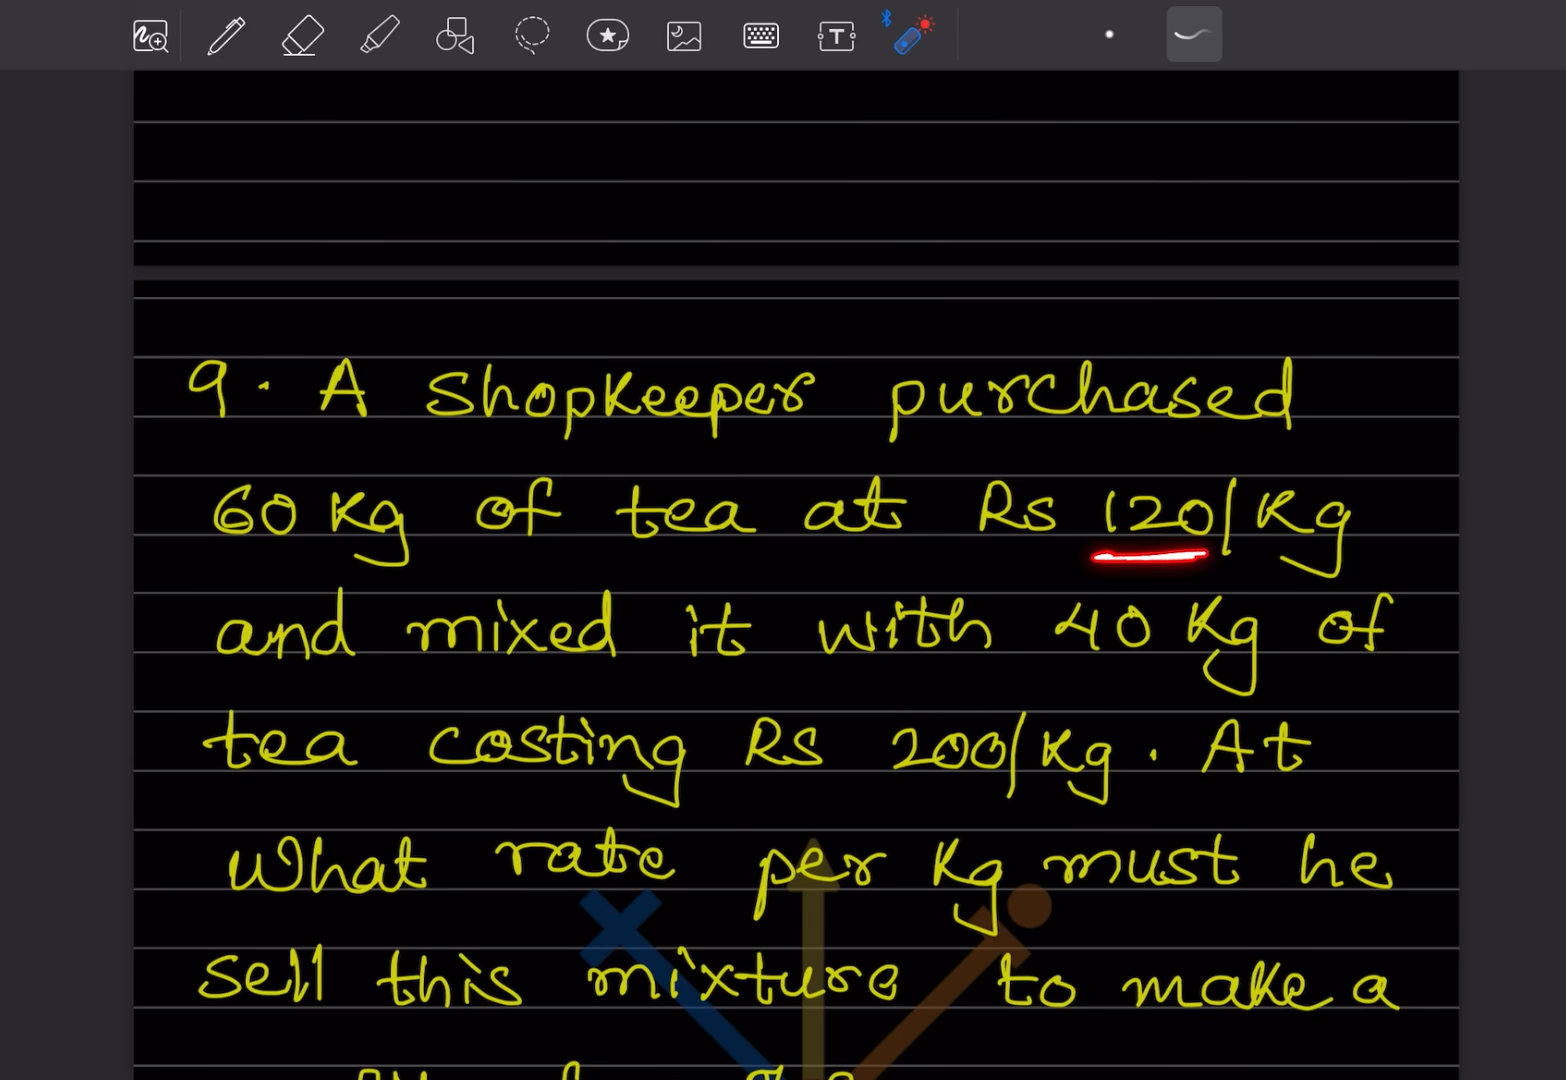 9. A shopkeeper purchased
60 Kg of tea at Rs 120/Kg
and mixed it with 40 Kg of
tea costing Rs 200/Kg. At
What rate per Kg must he
sell this mixture to make a